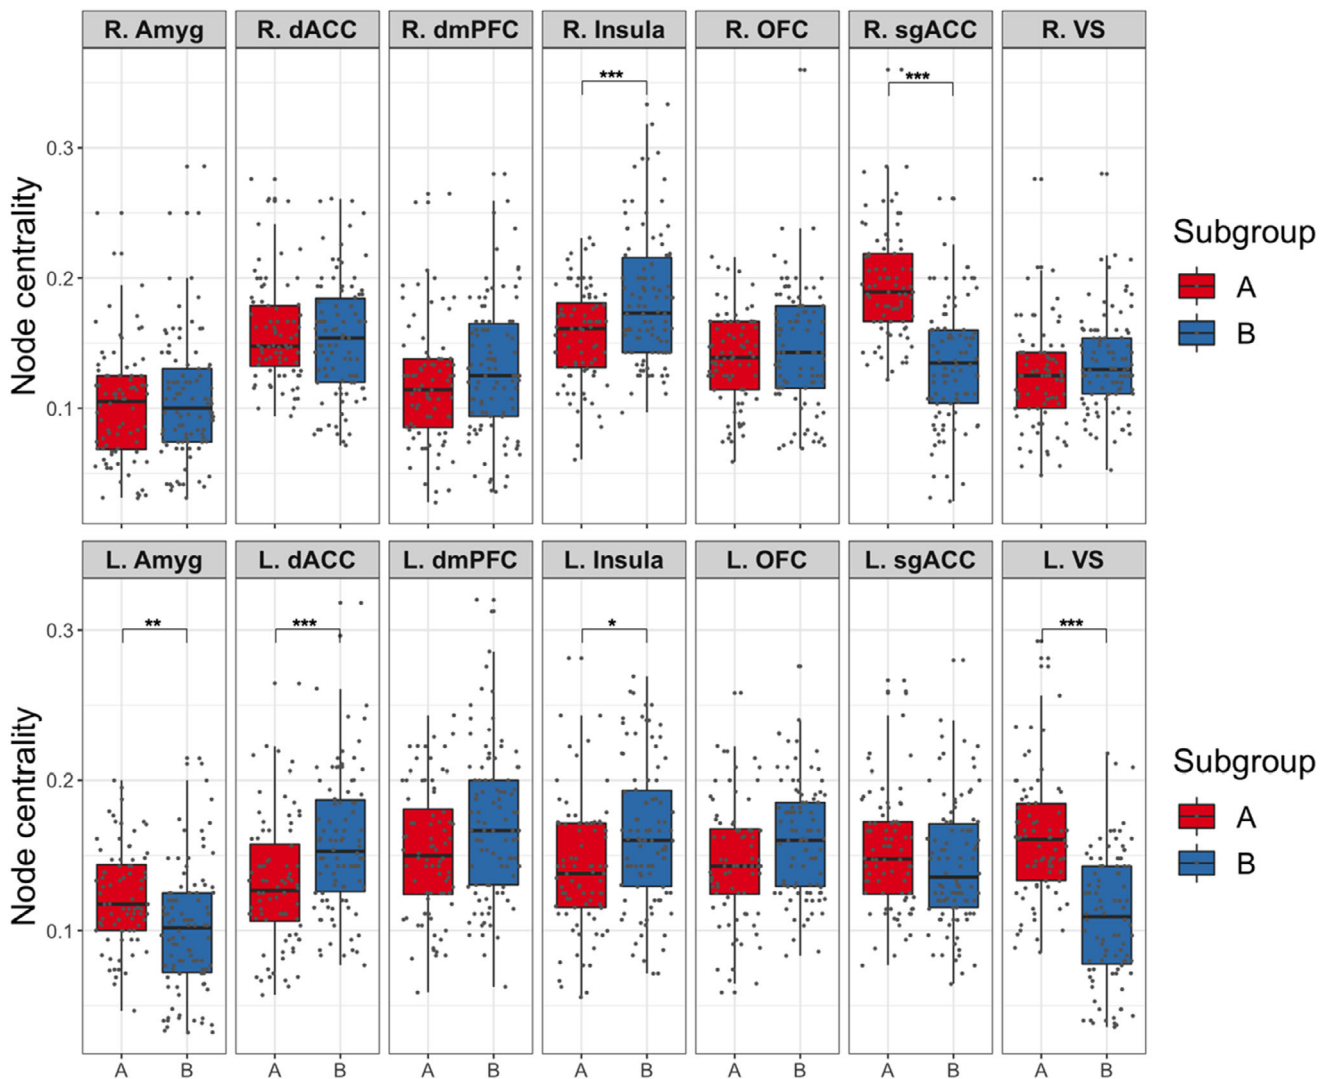 R. Amyg R. dACC R. dmPFC R. Insula R. OFC R. sgACC R. VS
*** ***
Node centrality
0.3
0.2
0.1
Subgroup
A
B
L. Amyg L. dACC L. dmPFC L. Insula L. OFC L. sgACC L. VS
** *** * ***
Node centrality
0.3
0.2
0.1
Subgroup
A
B
A B A B A B A B A B A B A B